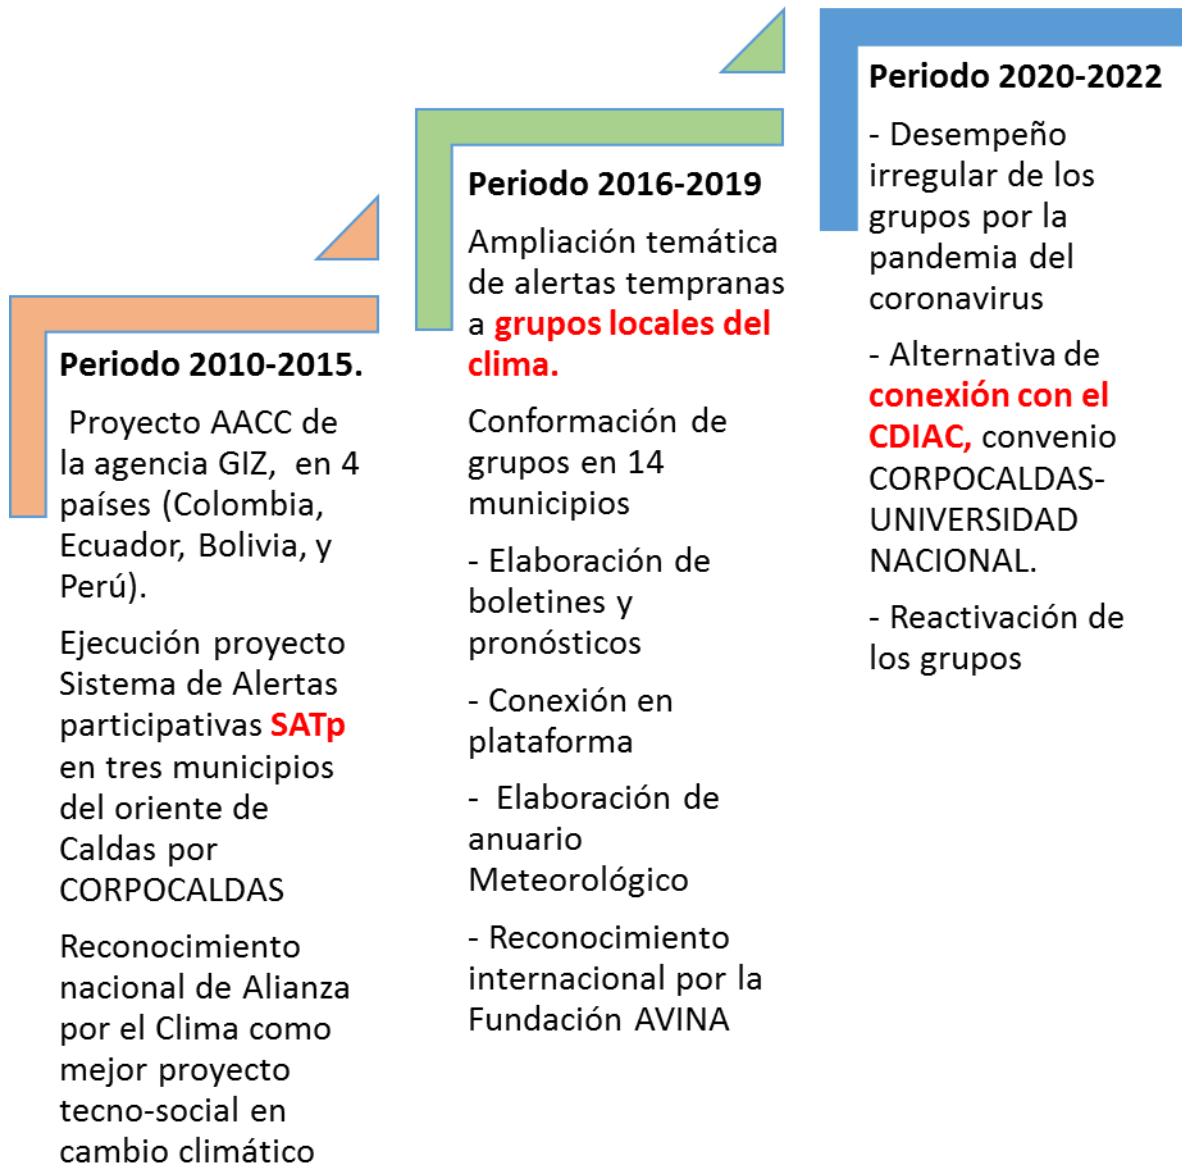 Periodo 2010-2015.
Proyecto AACC de
la agencia GIZ, en 4
países (Colombia,
Ecuador, Bolivia, y
Perú).
Ejecución proyecto
Sistema de Alertas
participativas SATp
en tres municipios
del oriente de
Caldas por
CORPOCALDAS
Reconocimiento
nacional de Alianza
por el Clima como
mejor proyecto
tecno-social en
cambio climático
Periodo 2016-2019
Ampliación temática
de alertas tempranas
a grupos locales del
clima.
Conformación de
grupos en 14
municipios
- Elaboración de
boletines y
pronósticos
- Conexión en
plataforma
- Elaboración de
anuario
Meteorológico
- Reconocimiento
internacional por la
Fundación AVINA
Periodo 2020-2022
- Desempeño
irregular de los
grupos por la
pandemia del
coronavirus
- Alternativa de
conexión con el
CDIAC, convenio
CORPOCALDAS-
UNIVERSIDAD
NACIONAL.
- Reactivación de
los grupos